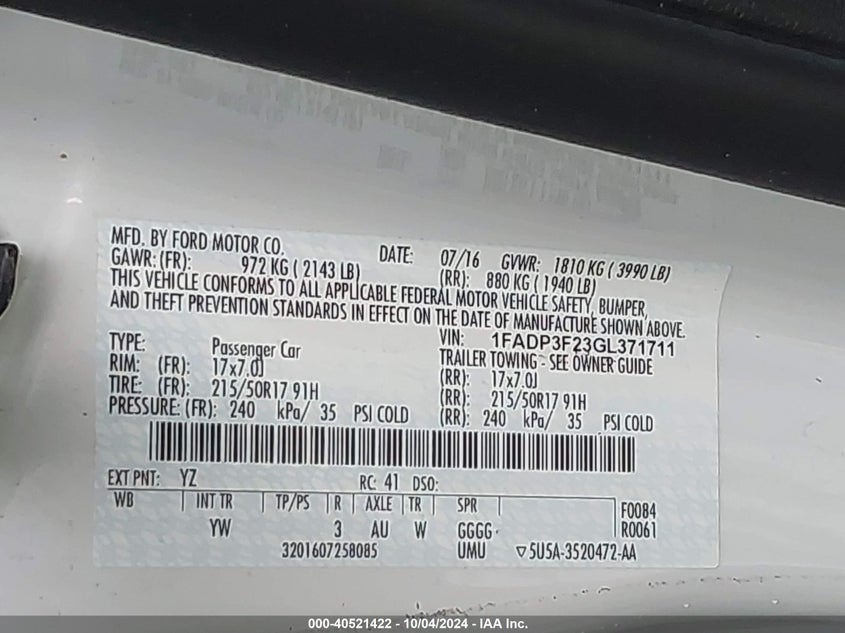 MFD. BY FORD MOTOR CO. DATE: 07/16 GVWR: 1810 KG ( 3990 LB)
GAWR: (FR): 972 KG ( 2143 LB) (RR): 880 KG ( 1940 LB)
THIS VEHICLE CONFORMS TO ALL APPLICABLE FEDERAL MOTOR VEHICLE SAFETY, BUMPER,
AND THEFT PREVENTION STANDARDS IN EFFECT ON THE DATE OF MANUFACTURE SHOWN ABOVE.
VIN: 1FADP3F23GL371711
TYPE: Passenger Car TRAILER TOWING - SEE OWNER GUIDE
RIM: (FR): 17x7.0J (RR): 17x7.0J
TIRE: (FR): 215/50R17 91H (RR): 215/50R17 91H
PRESSURE: (FR): 240 kPa/ 35 PSI COLD (RR): 240 kPa/ 35 PSI COLD
EXT PNT: YZ RC: 41 DSO:
WB INT TR TP/PS R AXLE TR SPR F0084
YW 3 AU W GGGG R0061
3201607258085 UMU ▽5U5A-3520472-AA
000-40521422 - 10/04/2024 - IAA Inc.